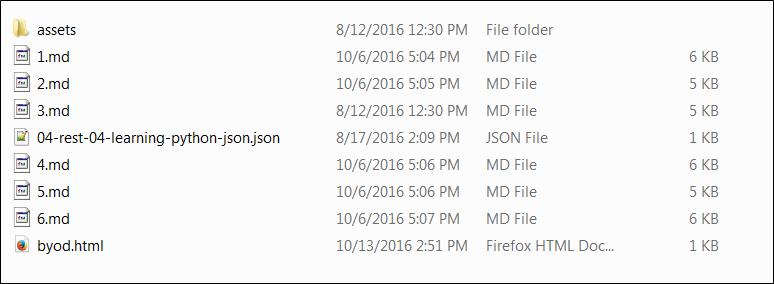 assets 8/12/2016 12:30 PM File folder
1.md 10/6/2016 5:04 PM MD File 6 KB
2.md 10/6/2016 5:05 PM MD File 5 KB
3.md 8/12/2016 12:30 PM MD File 5 KB
04-rest-04-learning-python-json.json 8/17/2016 2:09 PM JSON File 1 KB
4.md 10/6/2016 5:06 PM MD File 6 KB
5.md 10/6/2016 5:06 PM MD File 5 KB
6.md 10/6/2016 5:07 PM MD File 6 KB
byod.html 10/13/2016 2:51 PM Firefox HTML Doc... 1 KB